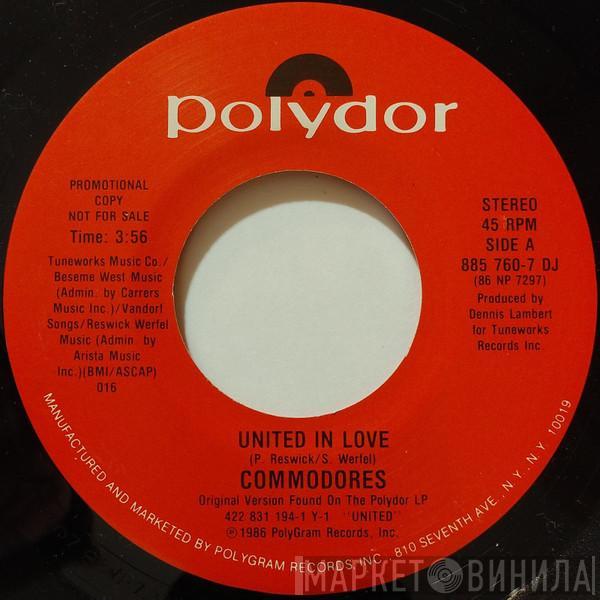 polydor
PROMOTIONAL
COPY
NOT FOR SALE
Time: 3:56
Tuneworks Music Co./
Beseme West Music
(Admin. by Carrers
Music Inc.)/Vandorf
Songs/Reswick Werfel
Music (Admin. by
Arista Music
Inc.)(BMI/ASCAP)
016
STEREO
45 RPM
SIDE A
885 760-7 DJ
(86 NP 7297)
Produced by
Dennis Lambert
for Tuneworks
Records Inc.
UNITED IN LOVE
(P. Reswick/S. Werfel)
COMMODORES
Original Version Found On The Polydor LP
422 831 194-1 Y-1 "UNITED"
℗1986 PolyGram Records, Inc.
MANUFACTURED AND MARKETED BY POLYGRAM RECORDS, INC. 810 SEVENTH AVE., N.Y., N.Y. 10019
МАРКЕТ ВИНИЛА